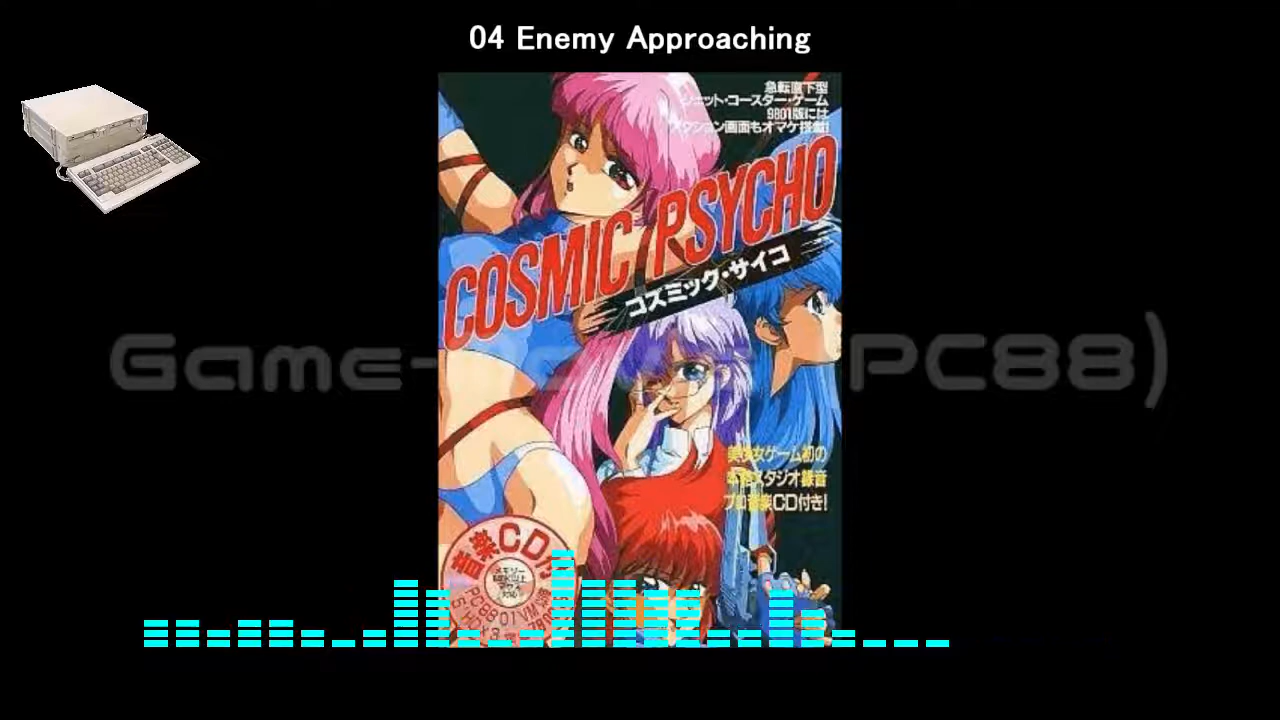 04 Enemy Approaching
急転直下型
ジェット・コースター・ゲーム
9801版には
アクション画面もオマケ搭載!
COSMIC PSYCHO
コズミック・サイコ
Game- PC88)
美少女ゲーム初の
本格スタジオ録音
プロ音楽CD付き!
音楽CD付
PC8801VM